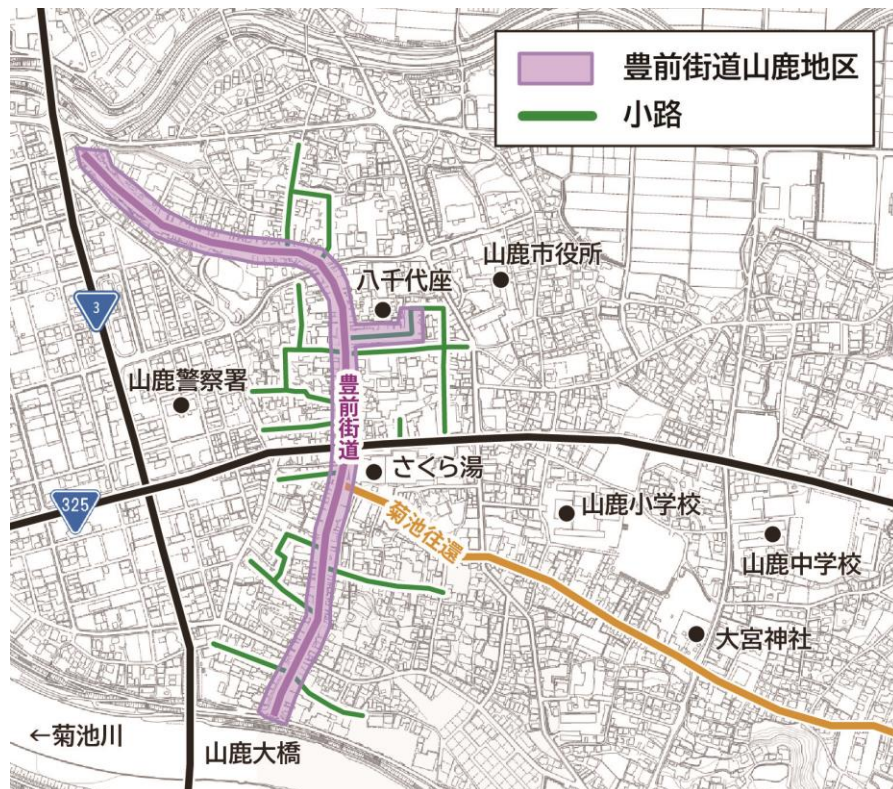 豊前街道山鹿地区
小路
山鹿市役所
八千代座
3
山鹿警察署
豊前街道
さくら湯
325
山鹿小学校
菊池往還
山鹿中学校
大宮神社
←菊池川
山鹿大橋